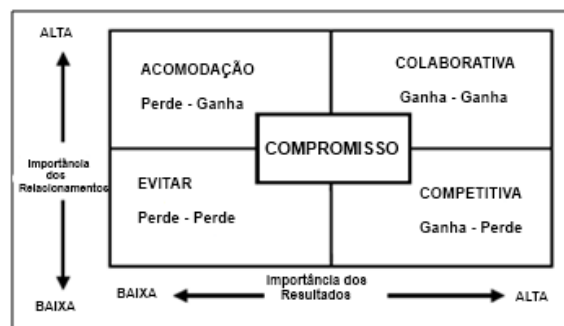 ALTA
ACOMODAÇÃO
Perde - Ganha
COLABORATIVA
Ganha - Ganha
COMPROMISSO
Importância
dos
Relacionamentos
EVITAR
Perde - Perde
COMPETITIVA
Ganha - Perde
BAIXA
BAIXA
Importância dos
Resultados
ALTA